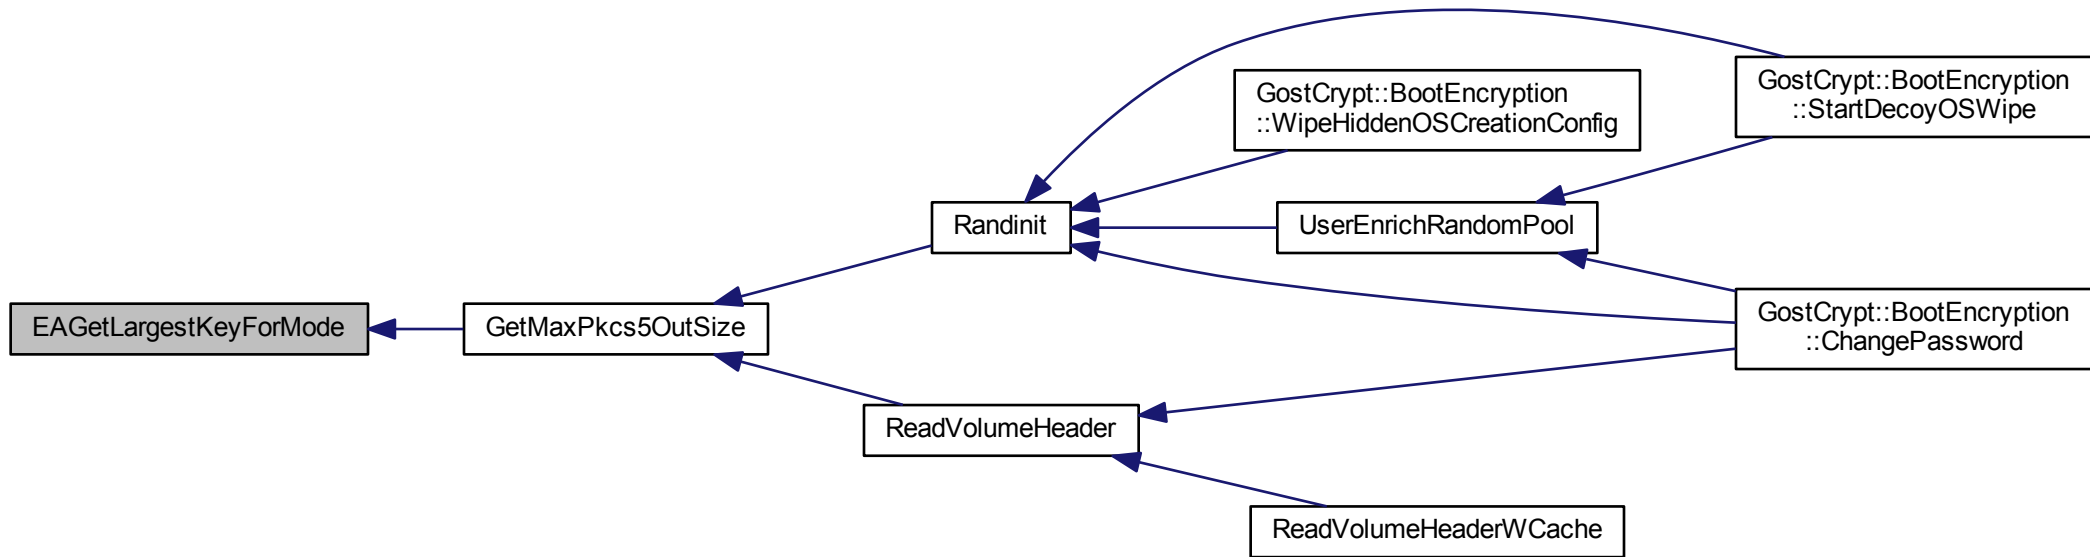 GostCrypt::BootEncryption
::StartDecoyOSWipe
GostCrypt::BootEncryption
::WipeHiddenOSCreationConfig
Randinit
UserEnrichRandomPool
EAGetLargestKeyForMode
GetMaxPkcs5OutSize
GostCrypt::BootEncryption
::ChangePassword
ReadVolumeHeader
ReadVolumeHeaderWCache